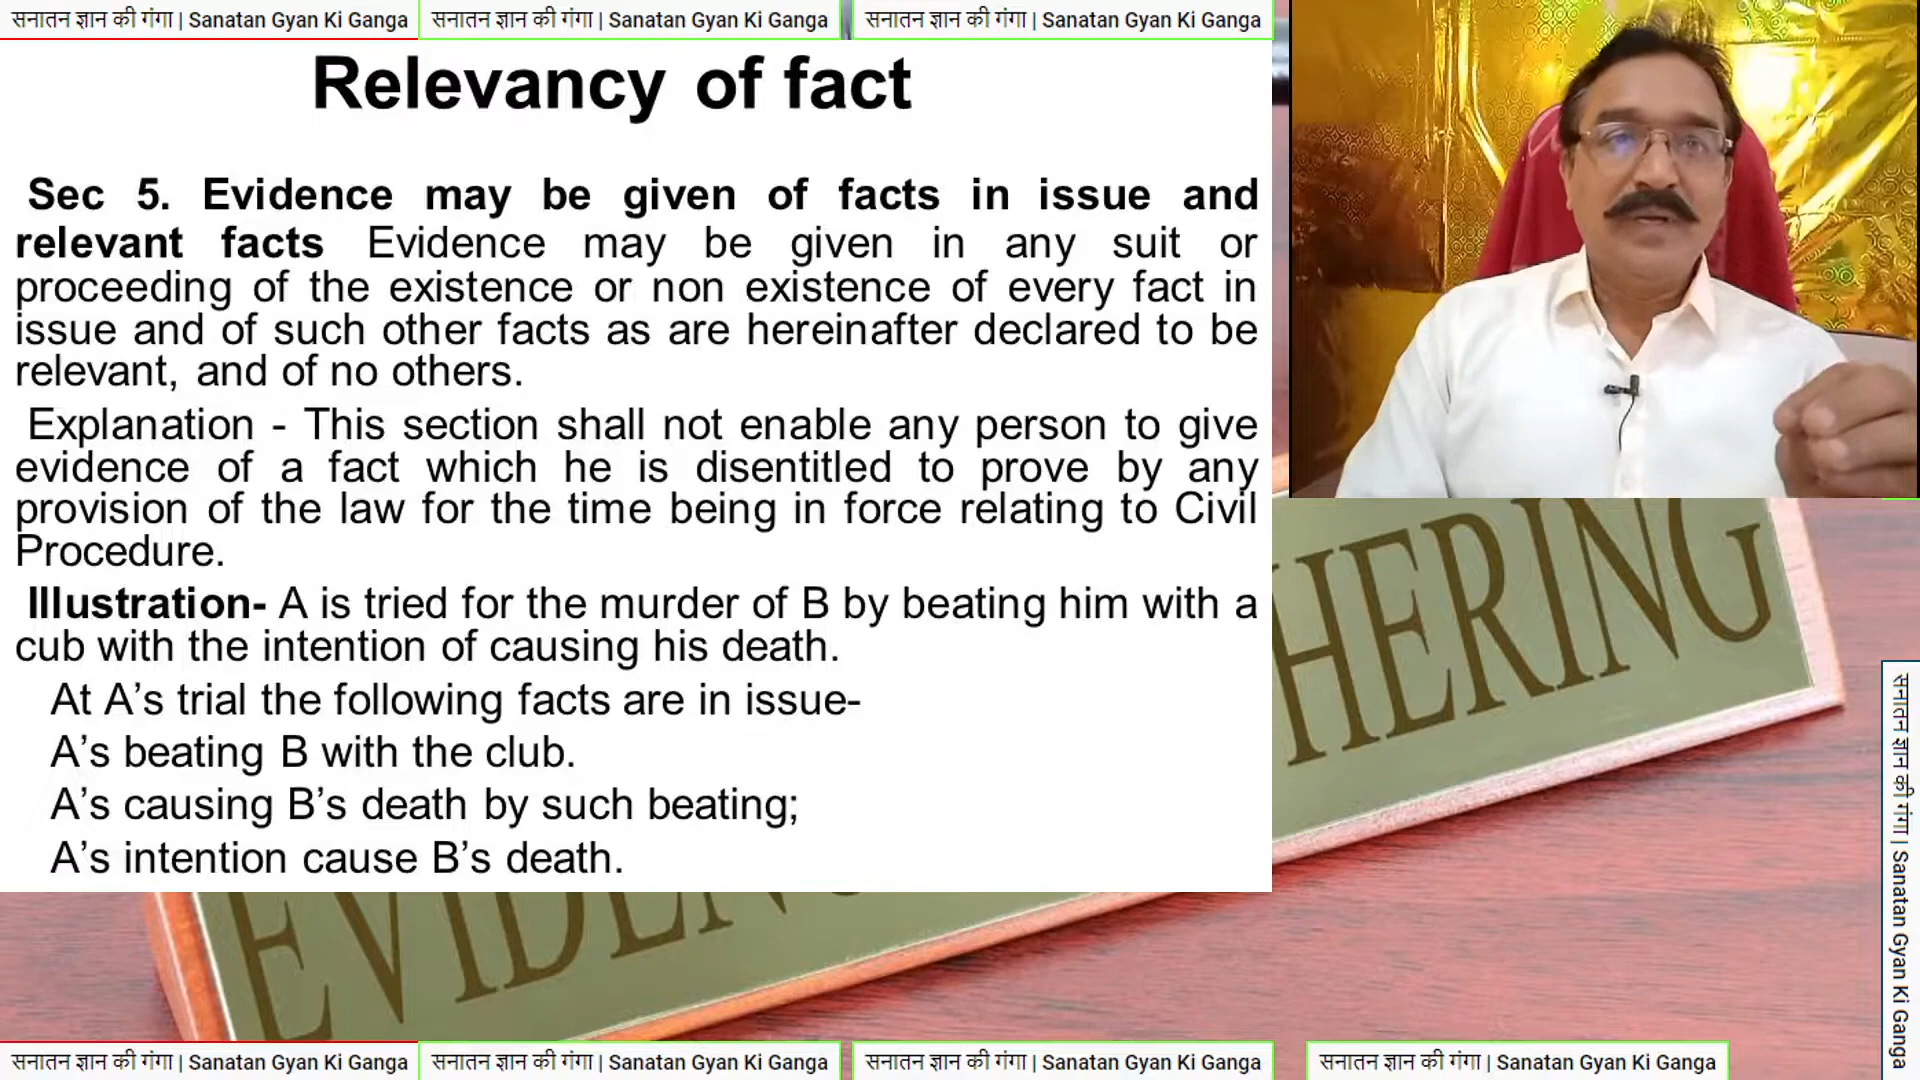 सनातन ज्ञान की गंगा | Sanatan Gyan Ki Ganga
सनातन ज्ञान की गंगा | Sanatan Gyan Ki Ganga
सनातन ज्ञान की गंगा | Sanatan Gyan Ki Ganga
Relevancy of fact
Sec 5. Evidence may be given of facts in issue and
relevant facts Evidence may be given in any suit or
proceeding of the existence or non existence of every fact in
issue and of such other facts as are hereinafter declared to be
relevant, and of no others.
Explanation - This section shall not enable any person to give
evidence of a fact which he is disentitled to prove by any
provision of the law for the time being in force relating to Civil
Procedure.
Illustration- A is tried for the murder of B by beating him with a
cub with the intention of causing his death.
At A’s trial the following facts are in issue-
A’s beating B with the club.
A’s causing B’s death by such beating;
A’s intention cause B’s death.
HERING
EVIDEN
सनातन ज्ञान की गंगा | Sanatan Gyan Ki Ganga
सनातन ज्ञान की गंगा | Sanatan Gyan Ki Ganga
सनातन ज्ञान की गंगा | Sanatan Gyan Ki Ganga
सनातन ज्ञान की गंगा | Sanatan Gyan Ki Ganga
सनातन ज्ञान की गंगा | Sanatan Gyan Ki Ganga